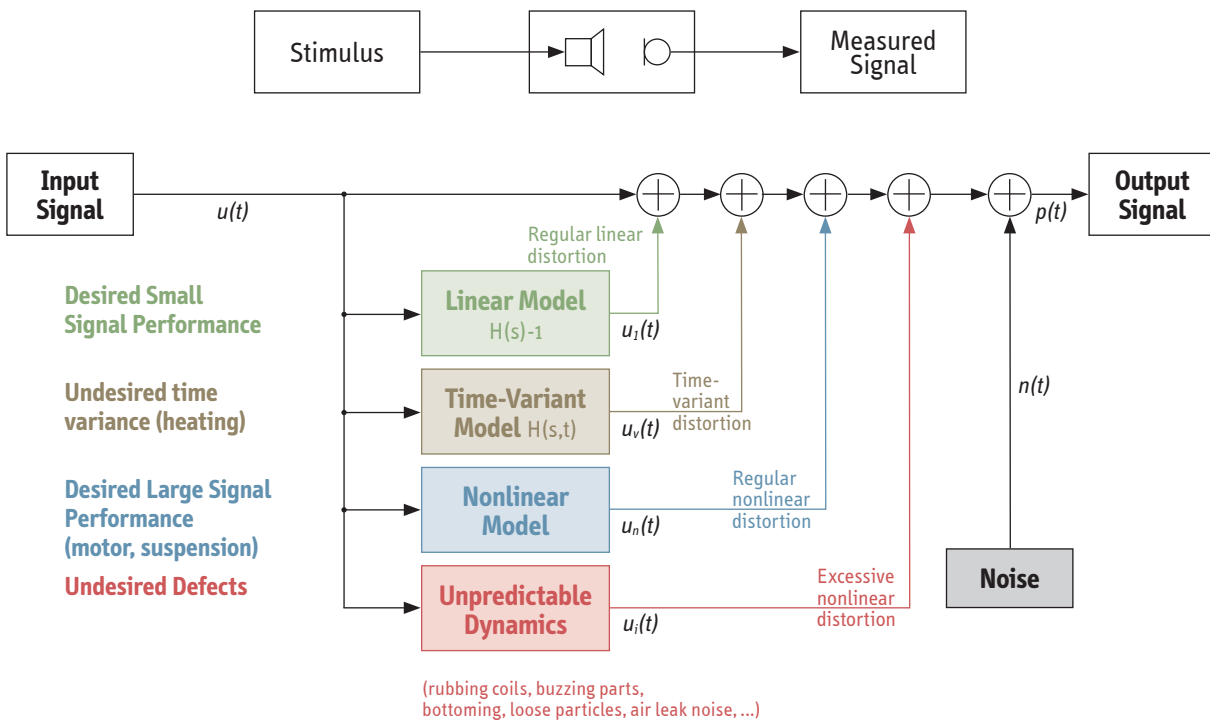 Stimulus
Measured
Signal
Input
Signal
u(t)
p(t)
Output
Signal
Regular linear
distortion
Desired Small
Signal Performance
Linear Model
H(s)-1
u₁(t)
Undesired time
variance (heating)
Time-Variant
Model H(s,t)
uᵥ(t)
Time-
variant
distortion
n(t)
Desired Large Signal
Performance
(motor, suspension)
Nonlinear
Model
uₙ(t)
Regular
nonlinear
distortion
Undesired Defects
Unpredictable
Dynamics
uᵢ(t)
Excessive
nonlinear
distortion
Noise
(rubbing coils, buzzing parts,
bottoming, loose particles, air leak noise, ...)